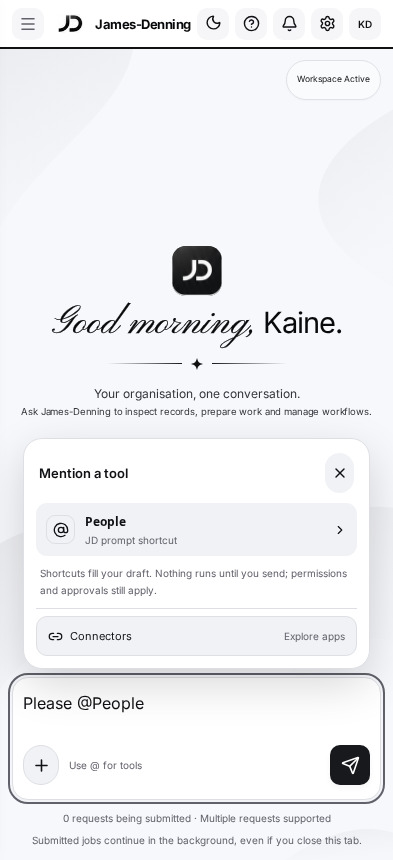 James-Denning
KD
Workspace Active
JD
Good morning, Kaine.
Your organisation, one conversation.
Ask James-Denning to inspect records, prepare work and manage workflows.
Mention a tool
@ People
JD prompt shortcut
Shortcuts fill your draft. Nothing runs until you send; permissions
and approvals still apply.
Connectors Explore apps
Please @People
Use @ for tools
0 requests being submitted · Multiple requests supported
Submitted jobs continue in the background, even if you close this tab.